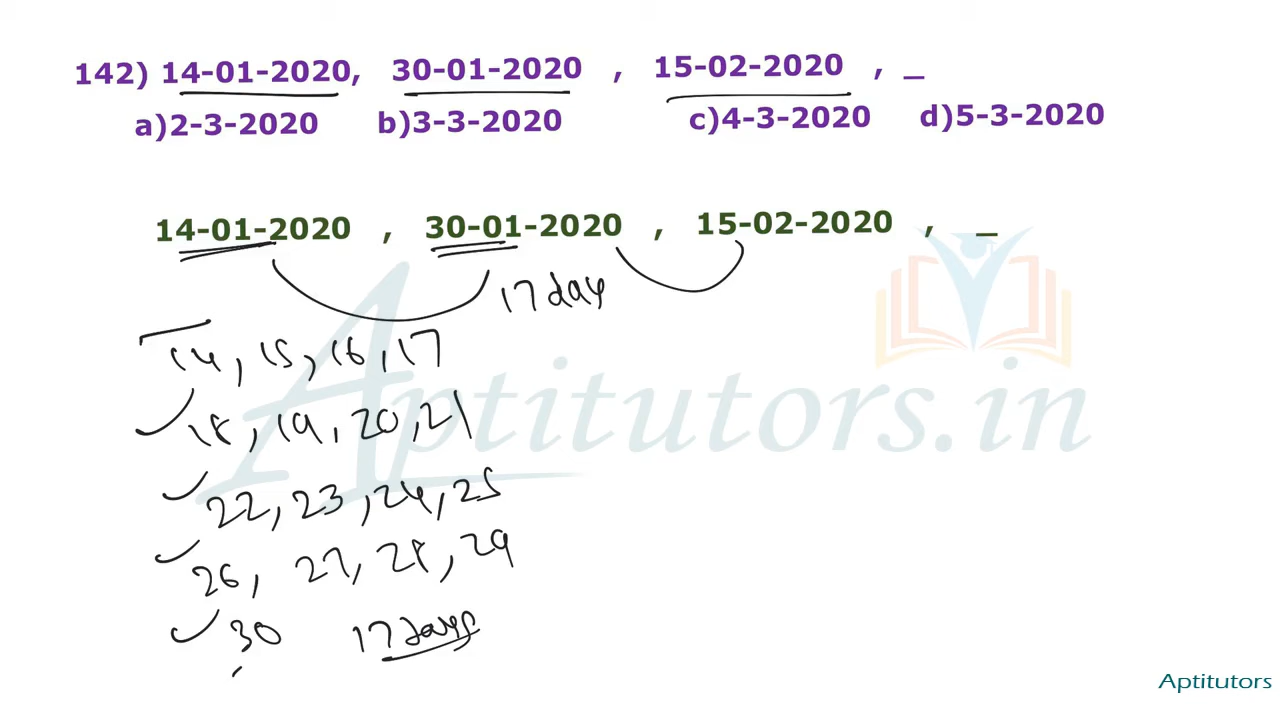 142) 14-01-2020, 30-01-2020 , 15-02-2020 , _
a)2-3-2020 b)3-3-2020 c)4-3-2020 d)5-3-2020
14-01-2020 , 30-01-2020 , 15-02-2020 , _
17 day
14, 15, 16, 17
18, 19, 20, 21
22, 23, 24, 25
26, 27, 28, 29
30 17 days
Aptitutors.in
Aptitutors